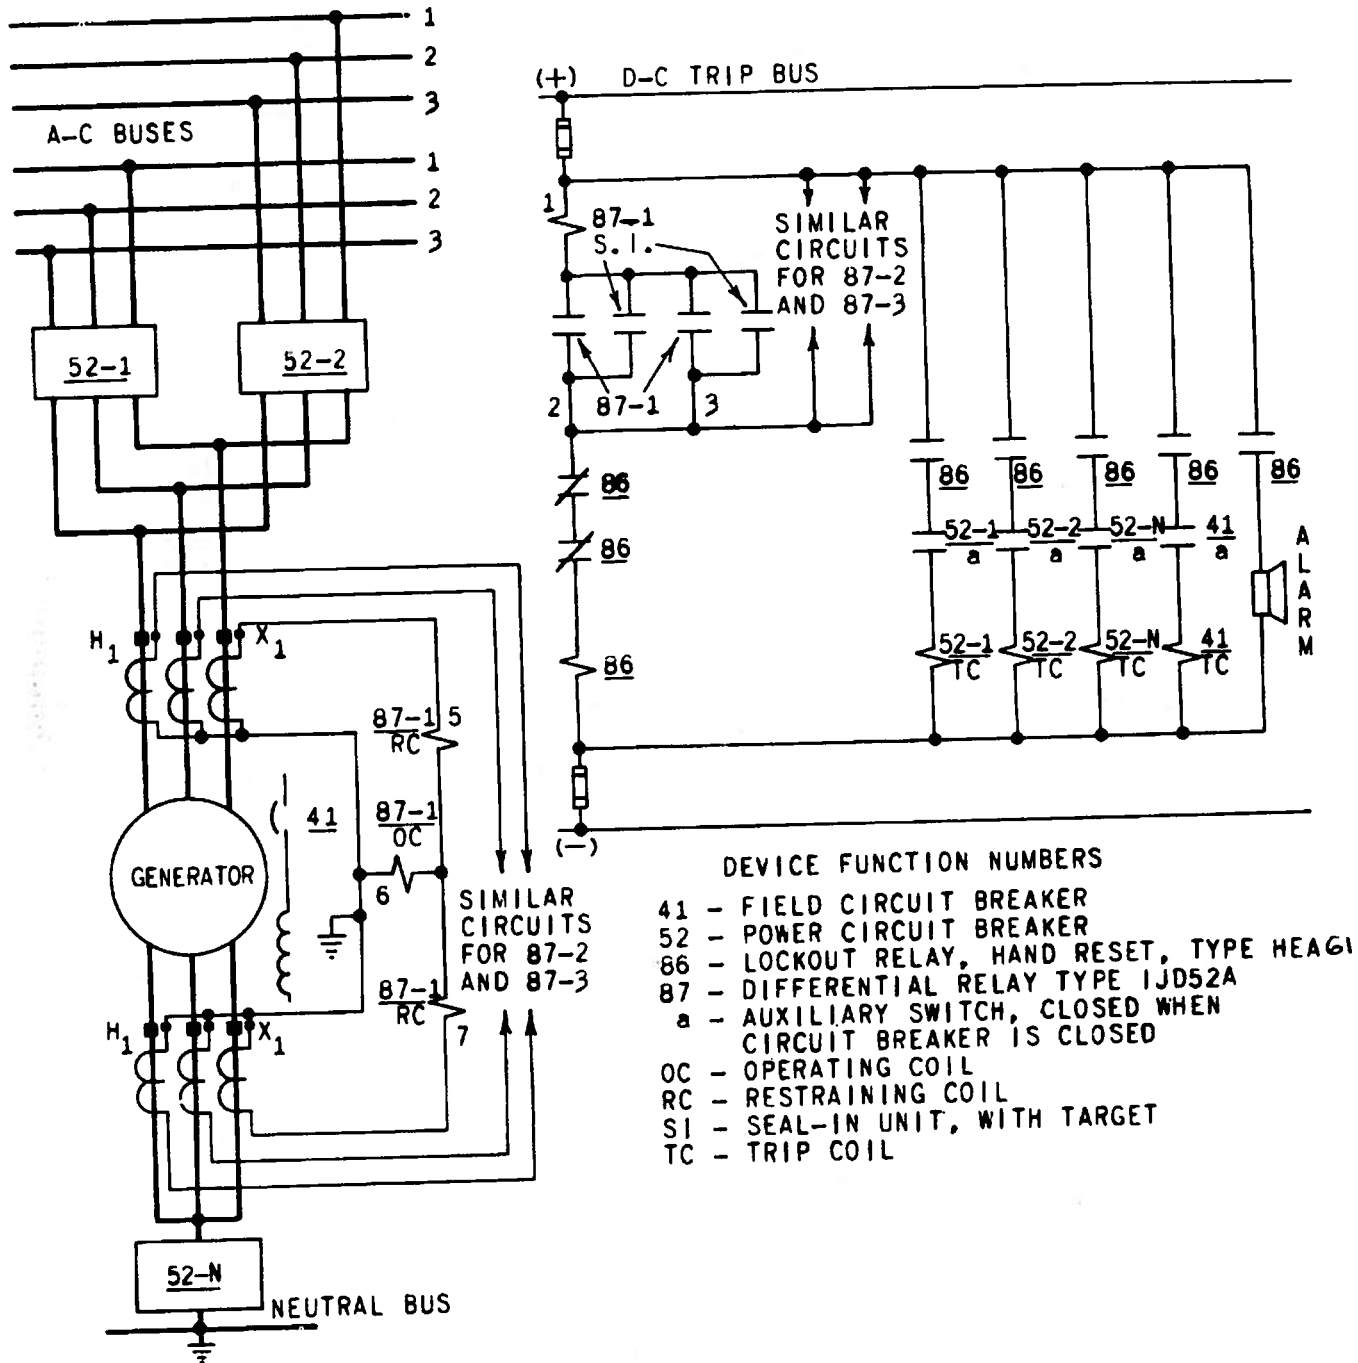 1
2
3
A-C BUSES
1
2
3
52-1
52-2
H1
X1
87-1
RC
5
41
87-1
OC
6
GENERATOR
SIMILAR
CIRCUITS
FOR 87-2
AND 87-3
87-1
RC
7
H1
X1
52-N
NEUTRAL BUS
(+)
D-C TRIP BUS
1
87-1
S.I.
SIMILAR
CIRCUITS
FOR 87-2
AND 87-3
2
87-1
3
86
86
86
86
86
86
86
86
52-1
a
52-2
a
52-N
a
41
a
ALARM
52-1
TC
52-2
TC
52-N
TC
41
TC
(-)
DEVICE FUNCTION NUMBERS
41 - FIELD CIRCUIT BREAKER
52 - POWER CIRCUIT BREAKER
86 - LOCKOUT RELAY, HAND RESET, TYPE
87 - DIFFERENTIAL RELAY TYPE IJD52A
a - AUXILIARY SWITCH, CLOSED WHEN
CIRCUIT BREAKER IS CLOSED
OC - OPERATING COIL
RC - RESTRAINING COIL
SI - SEAL-IN UNIT, WITH TARGET
TC - TRIP COIL